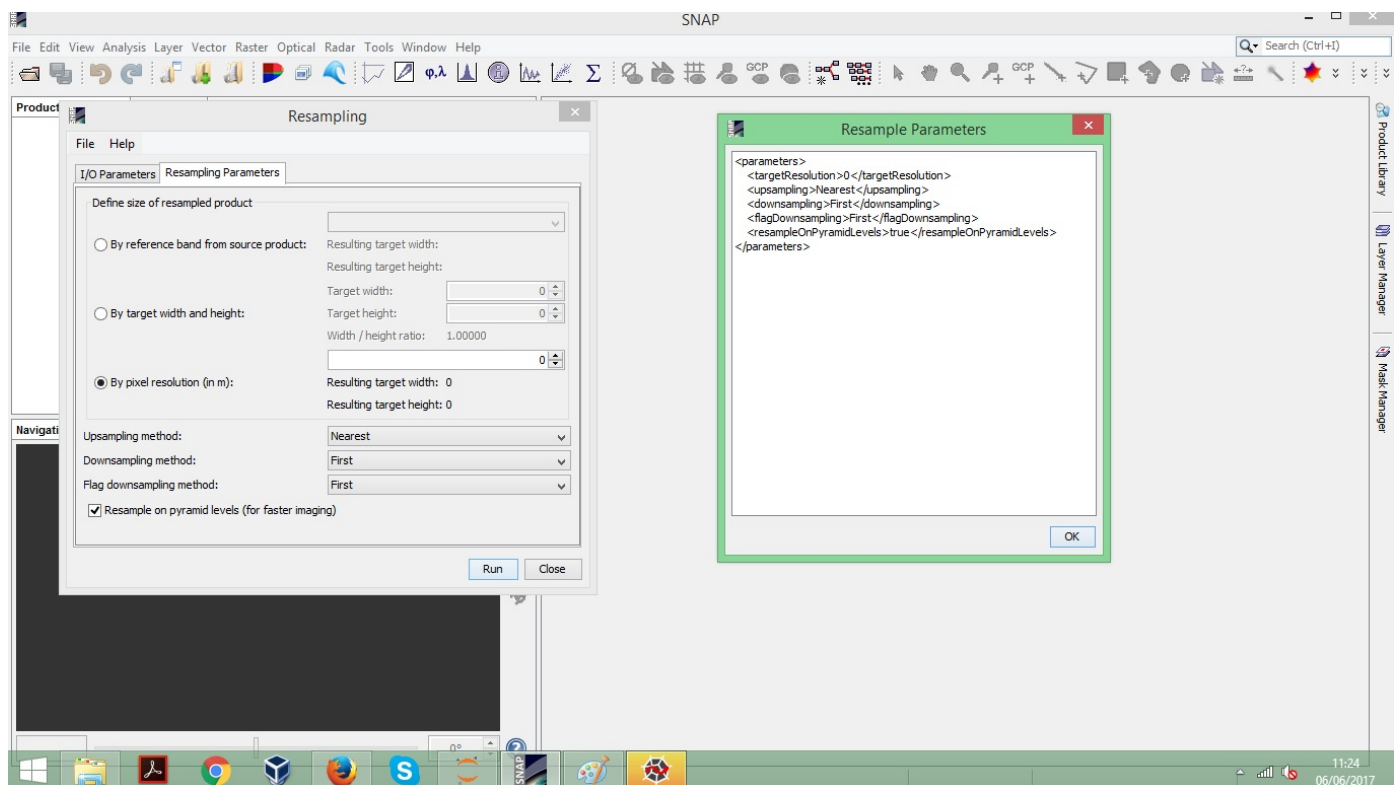 SNAP
File Edit View Analysis Layer Vector Raster Optical Radar Tools Window Help
Search (Ctrl+I)
φ,λ
Σ
GCP
GCP
Product
Resampling
File Help
I/O Parameters Resampling Parameters
Define size of resampled product
By reference band from source product:
Resulting target width:
Resulting target height:
By target width and height:
Target width: 0
Target height: 0
Width / height ratio: 1.00000
By pixel resolution (in m):
0
Resulting target width: 0
Resulting target height: 0
Upsampling method: Nearest
Downsampling method: First
Flag downsampling method: First
Resample on pyramid levels (for faster imaging)
Run Close
Navigati
0°
Resample Parameters
<parameters>
<targetResolution>0</targetResolution>
<upsampling>Nearest</upsampling>
<downsampling>First</downsampling>
<flagDownsampling>First</flagDownsampling>
<resampleOnPyramidLevels>true</resampleOnPyramidLevels>
</parameters>
OK
Product Library
Layer Manager
Mask Manager
SNAP
11:24
06/06/2017